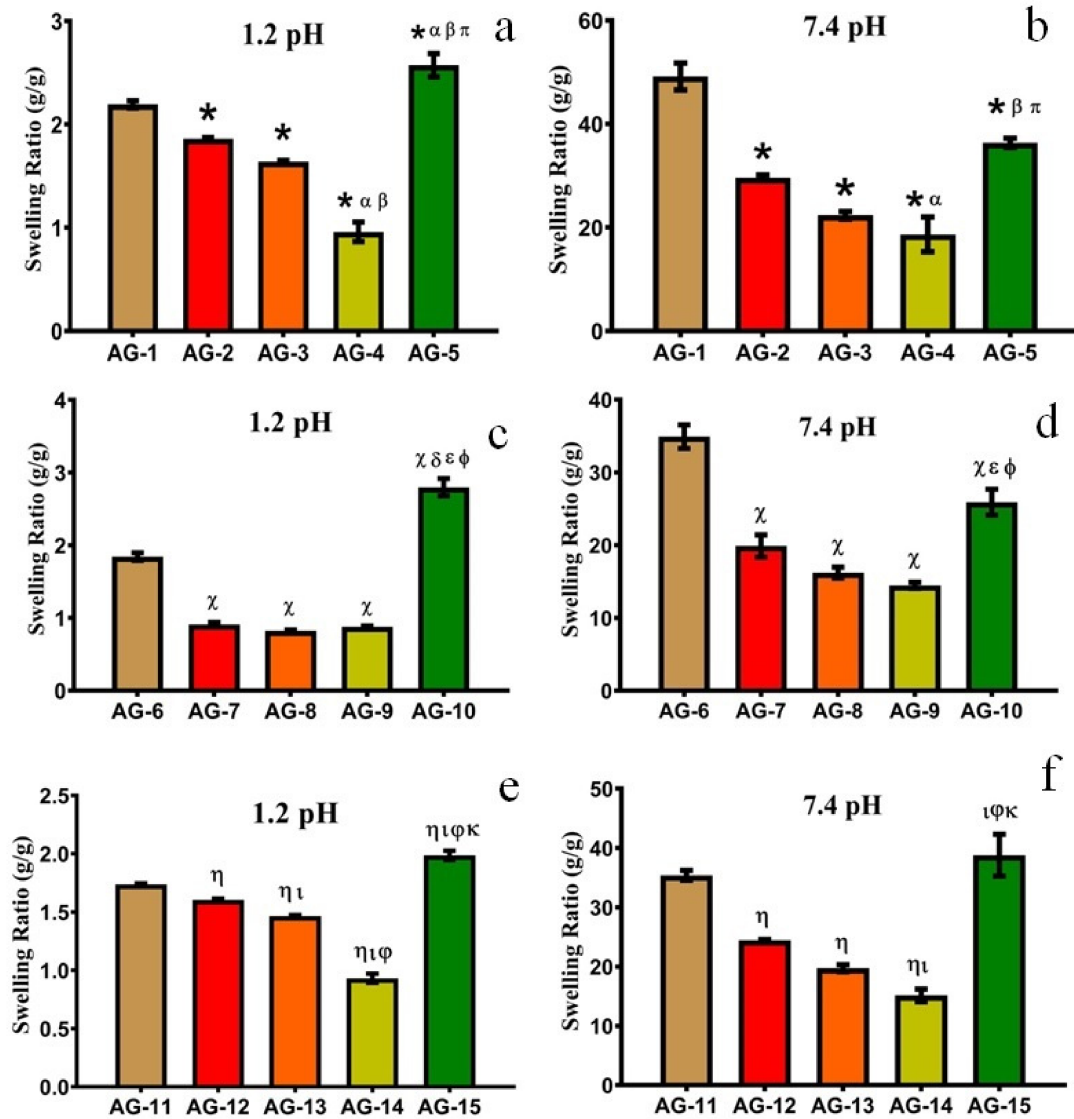 1.2 pH
a
Swelling Ratio (g/g)
3
2
1
0
*
*
* α β
* α β π
AG-1 AG-2 AG-3 AG-4 AG-5
7.4 pH
b
Swelling Ratio (g/g)
60
40
20
0
*
*
* α
* β π
AG-1 AG-2 AG-3 AG-4 AG-5
1.2 pH
c
Swelling Ratio (g/g)
4
3
2
1
0
χ
χ
χ
χ δ ε ϕ
AG-6 AG-7 AG-8 AG-9 AG-10
7.4 pH
d
Swelling Ratio (g/g)
40
30
20
10
0
χ
χ
χ
χ ε ϕ
AG-6 AG-7 AG-8 AG-9 AG-10
1.2 pH
e
Swelling Ratio (g/g)
2.5
2.0
1.5
1.0
0.5
0.0
η
η ι
ηιφ
ηιφκ
AG-11 AG-12 AG-13 AG-14 AG-15
7.4 pH
f
Swelling Ratio (g/g)
50
40
30
20
10
0
η
η
ηι
ιφκ
AG-11 AG-12 AG-13 AG-14 AG-15